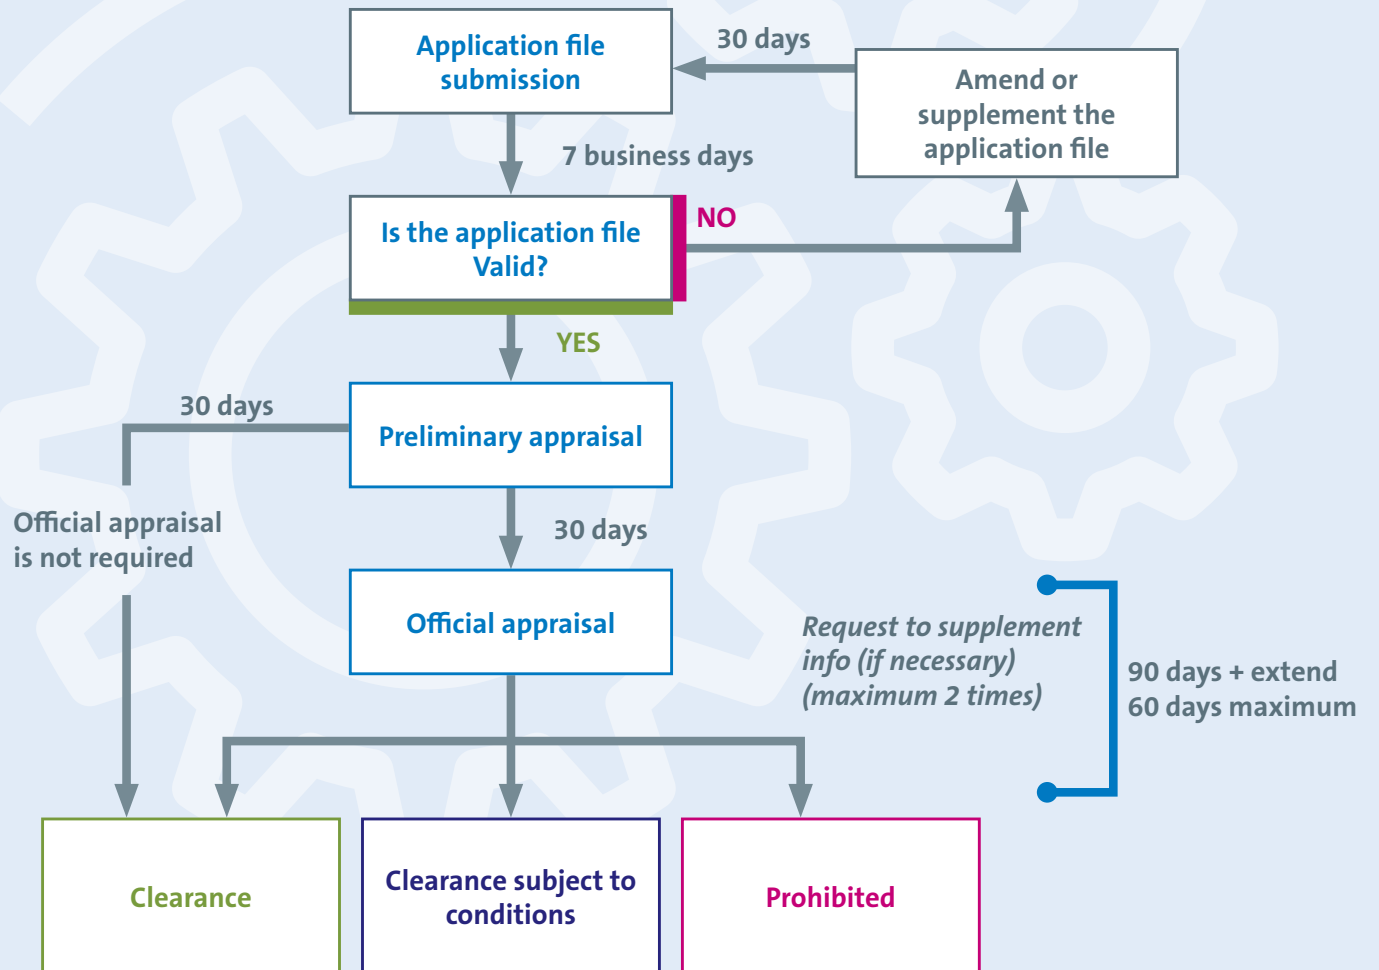 Application file
submission
30 days
Amend or
supplement the
application file
7 business days
Is the application file
Valid?
NO
YES
30 days
Preliminary appraisal
Official appraisal
is not required
30 days
Official appraisal
Request to supplement
info (if necessary)
(maximum 2 times)
90 days + extend
60 days maximum
Clearance
Clearance subject to
conditions
Prohibited